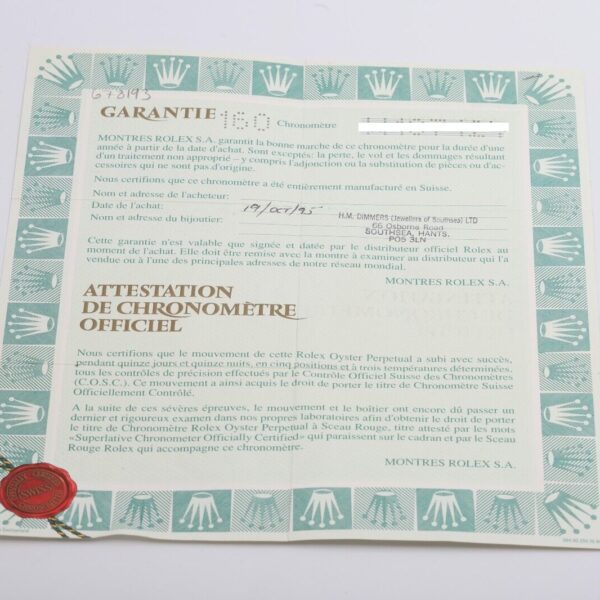 6+8193
GARANTIE 160 Chronomètre
MONTRES ROLEX S.A. garantit la bonne marche de ce chronomètre pour la durée d'une
année à partir de la date d'achat. Sont exceptés: la perte, le vol et les dommages résultant
d'un traitement non approprié – y compris l'adjonction ou la substitution de pièces ou d'ac-
cessoires qui ne sont pas d'origine.
Nous certifions que ce chronomètre a été entièrement manufacturé en Suisse.
Nom et adresse de l'acheteur:
Date de l'achat: 19/OCT/95
Nom et adresse du bijoutier:
H.M. DIMMERS (Jewellers of Southsea) LTD
66 Osborne Road
SOUTHSEA, HANTS.
PO5 3LN
Cette garantie n'est valable que signée et datée par le distributeur officiel Rolex au
moment de l'achat. Elle doit être remise avec la montre à examiner au distributeur qui l'a
vendue ou à l'une des principales adresses de notre réseau mondial.
MONTRES ROLEX S.A.
ATTESTATION
DE CHRONOMÈTRE
OFFICIEL
Nous certifions que le mouvement de cette Rolex Oyster Perpetual a subi avec succès,
pendant quinze jours et quinze nuits, en cinq positions et à trois températures déterminées,
tous les contrôles de précision effectués par le Contrôle Officiel Suisse des Chronomètres
(C.O.S.C.). Ce mouvement a ainsi acquis le droit de porter le titre de Chronomètre Suisse
Officiellement Contrôlé.
A la suite de ces sévères épreuves, le mouvement et le boîtier ont encore dû passer un
dernier et rigoureux examen dans nos propres laboratoires afin d'obtenir le droit de porter
le titre de Chronomètre Rolex Oyster Perpetual à Sceau Rouge, titre attesté par les mots
«Superlative Chronometer Officially Certified» qui paraissent sur le cadran et par le Sceau
Rouge Rolex qui accompagne ce chronomètre.
MONTRES ROLEX S.A.